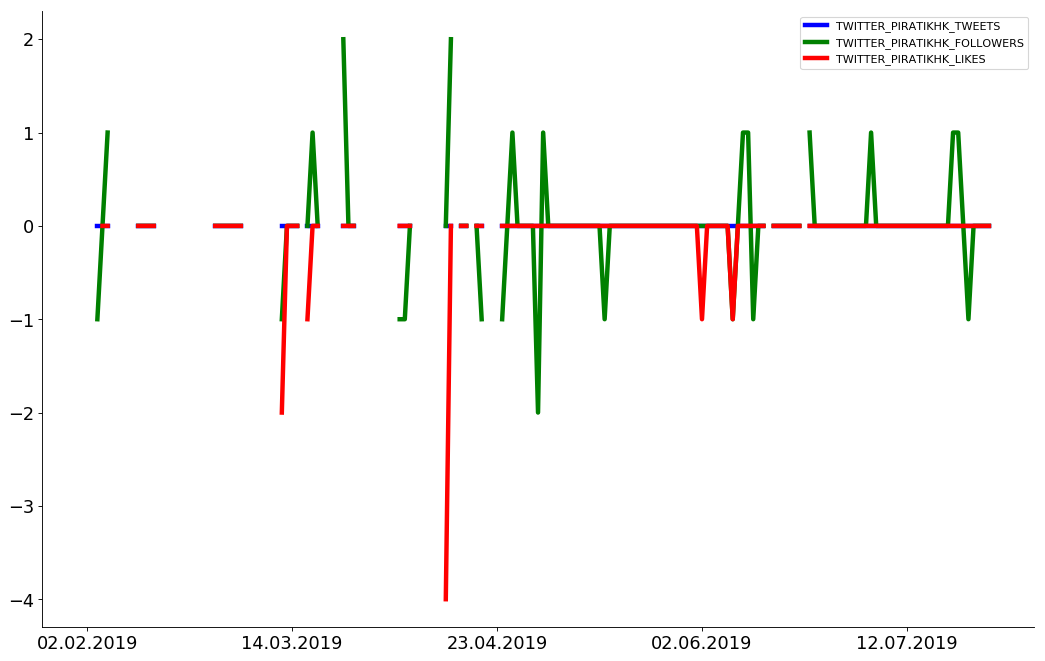 TWITTER_PIRATIKHK_TWEETS
TWITTER_PIRATIKHK_FOLLOWERS
TWITTER_PIRATIKHK_LIKES
2
1
0
−1
−2
−3
−4
02.02.2019 14.03.2019 23.04.2019 02.06.2019 12.07.2019